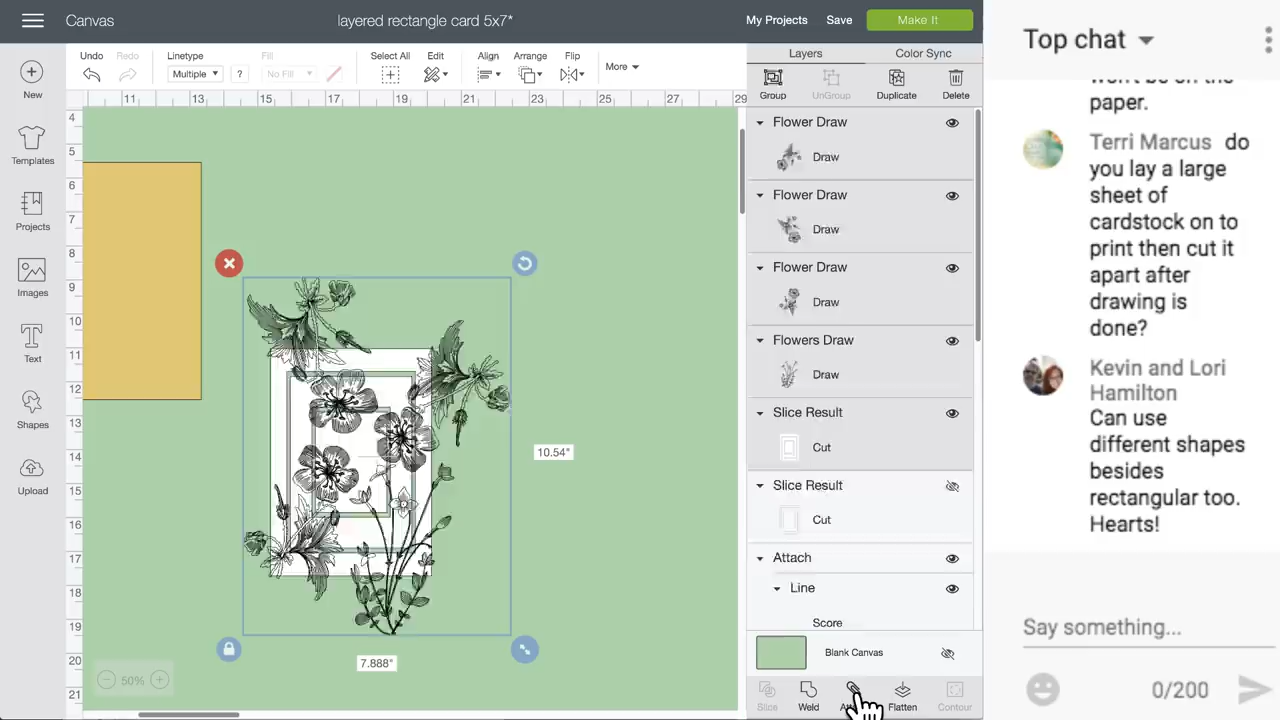 Canvas
layered rectangle card 5x7*
My Projects Save Make It
Undo Redo Linetype Fill Select All Edit Align Arrange Flip
Multiple ? No Fill
More
11 13 15 17 19 21 23 25 27 29
4
5
6
7
8
9
10
11
12
13
14
15
16
17
18
19
20
21
New
Templates
Projects
Images
Text
Shapes
Upload
10.54"
7.888"
50%
Layers Color Sync
Group UnGroup Duplicate Delete
Flower Draw
Draw
Flower Draw
Draw
Flower Draw
Draw
Flowers Draw
Draw
Slice Result
Cut
Slice Result
Cut
Attach
Line
Score
Blank Canvas
Slice Weld Flatten Contour
Top chat
won't be on the
paper.
Terri Marcus do
you lay a large
sheet of
cardstock on to
print then cut it
apart after
drawing is
done?
Kevin and Lori
Hamilton
Can use
different shapes
besides
rectangular too.
Hearts!
Say something...
0/200